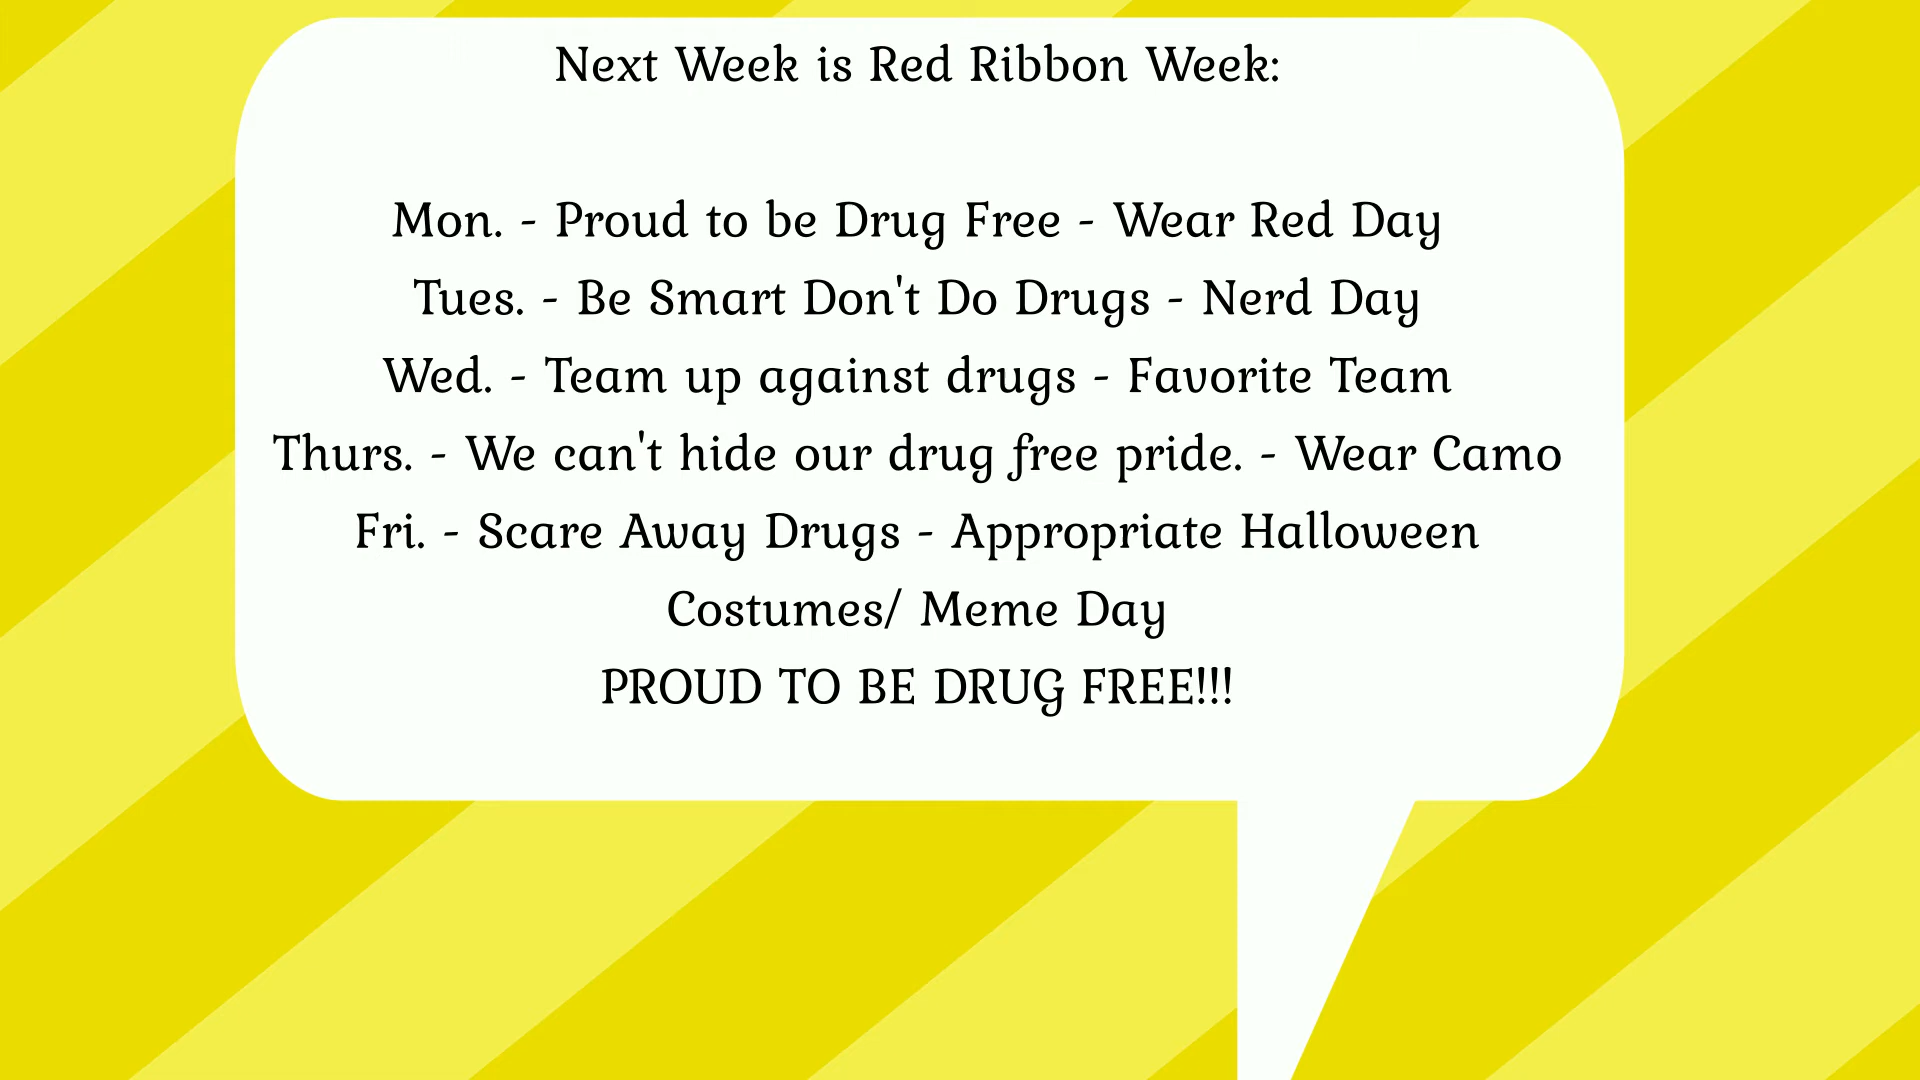 Next Week is Red Ribbon Week:
Mon. - Proud to be Drug Free - Wear Red Day
Tues. - Be Smart Don't Do Drugs - Nerd Day
Wed. - Team up against drugs - Favorite Team
Thurs. - We can't hide our drug free pride. - Wear Camo
Fri. - Scare Away Drugs - Appropriate Halloween
Costumes/ Meme Day
PROUD TO BE DRUG FREE!!!